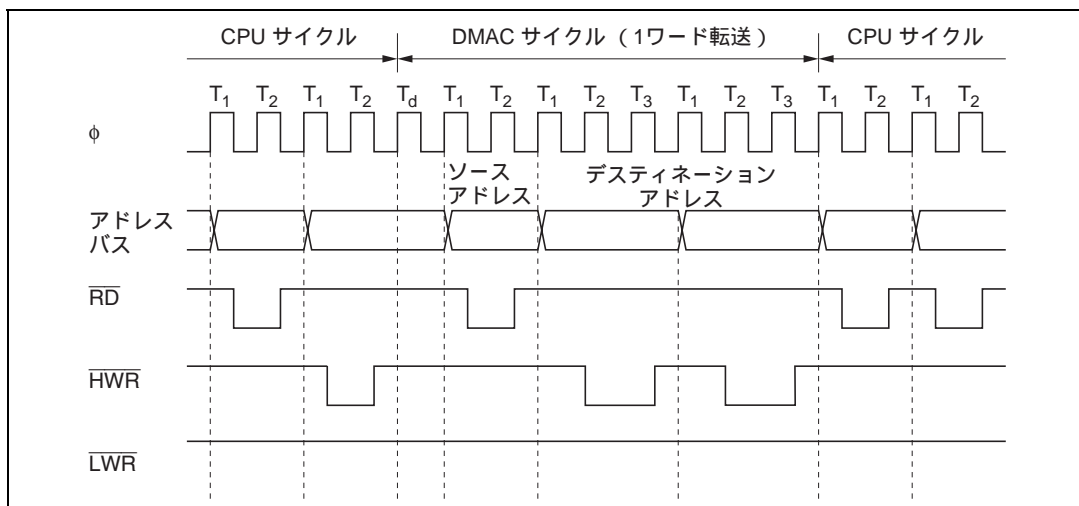 CPU サイクル DMAC サイクル（1ワード転送） CPU サイクル
T1 T2 T1 T2 Td T1 T2 T1 T2 T3 T1 T2 T3 T1 T2 T1 T2
φ
ソース
アドレス
デスティネーション
アドレス
アドレス
バス
RD
HWR
LWR